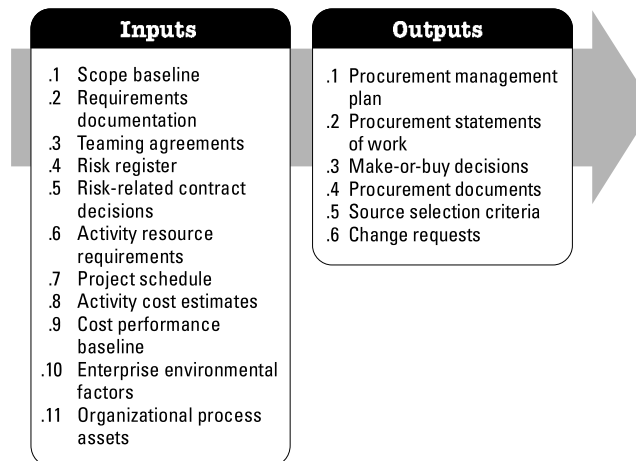 Inputs
.1 Scope baseline
.2 Requirements
documentation
.3 Teaming agreements
.4 Risk register
.5 Risk-related contract
decisions
.6 Activity resource
requirements
.7 Project schedule
.8 Activity cost estimates
.9 Cost performance
baseline
.10 Enterprise environmental
factors
.11 Organizational process
assets
Outputs
.1 Procurement management
plan
.2 Procurement statements
of work
.3 Make-or-buy decisions
.4 Procurement documents
.5 Source selection criteria
.6 Change requests